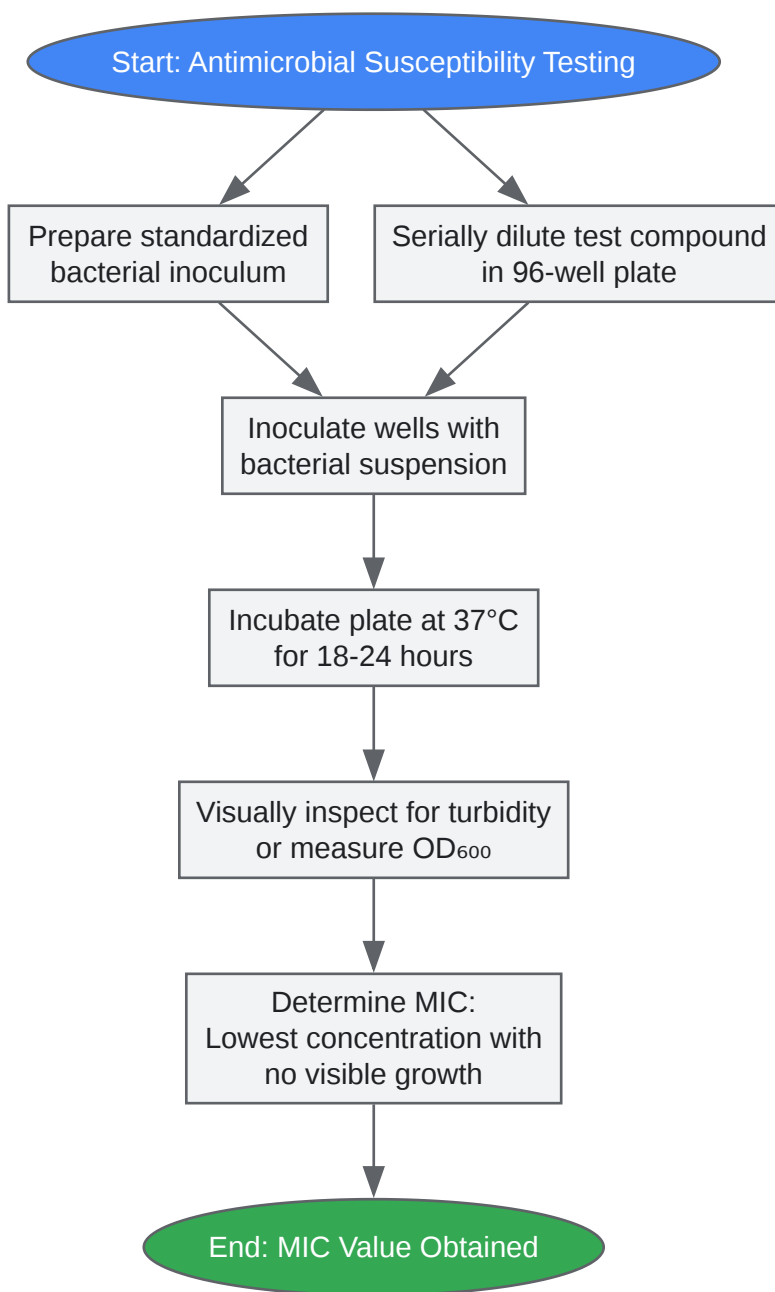 Start: Antimicrobial Susceptibility Testing
Prepare standardized
bacterial inoculum
Serially dilute test compound
in 96-well plate
Inoculate wells with
bacterial suspension
Incubate plate at 37°C
for 18-24 hours
Visually inspect for turbidity
or measure OD₆₀₀
Determine MIC:
Lowest concentration with
no visible growth
End: MIC Value Obtained